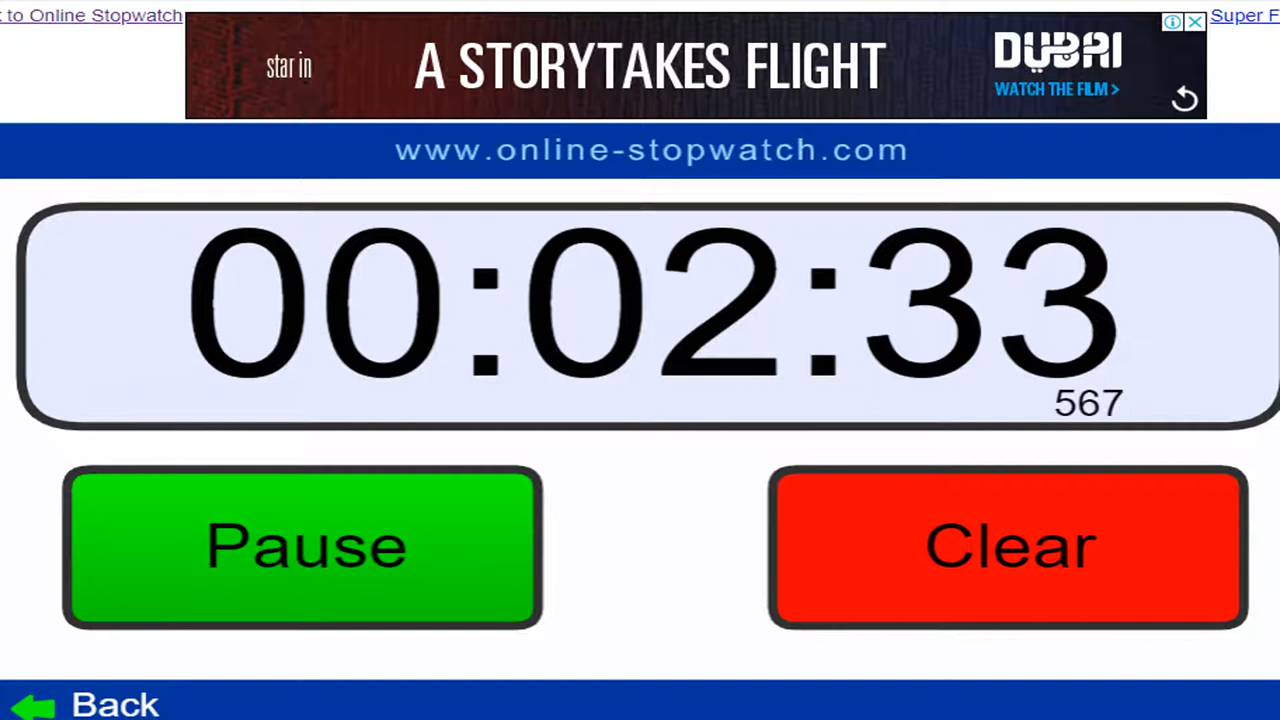 k to Online Stopwatch
star in
A STORYTAKES FLIGHT
DUBAI
WATCH THE FILM >
Super F
www.online-stopwatch.com
00:02:33
567
Pause
Clear
Back